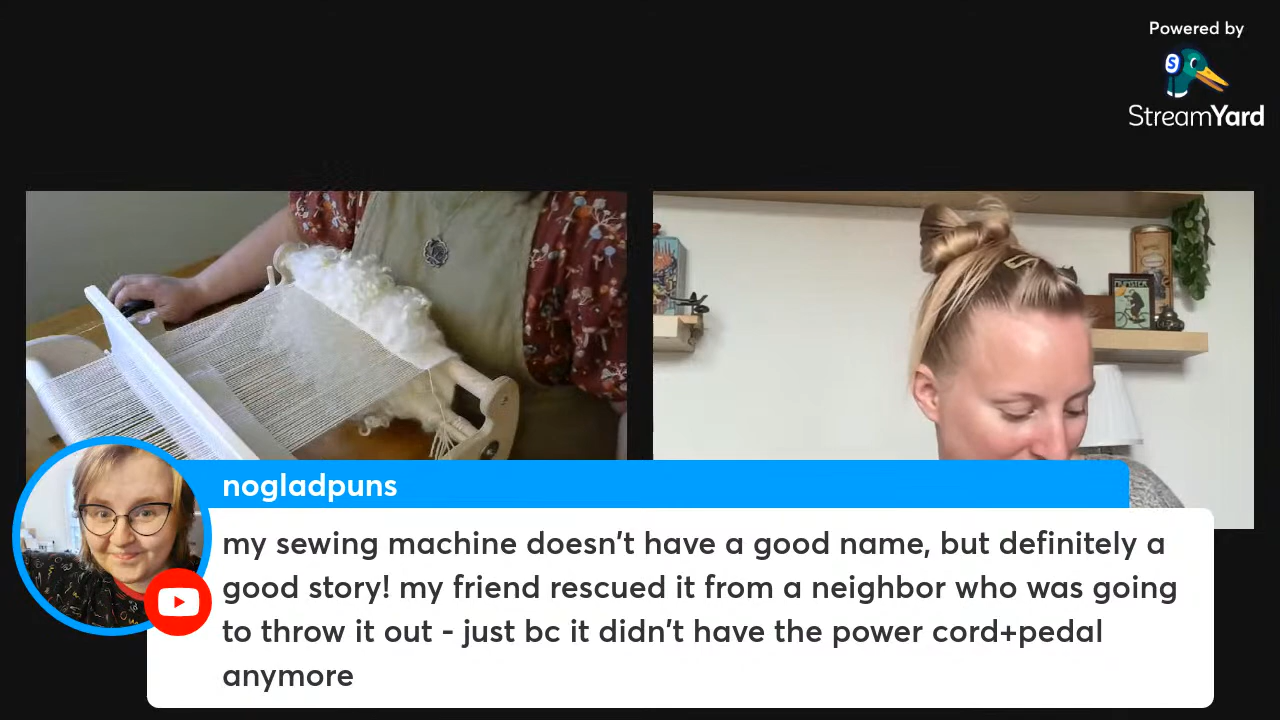 Powered by
S
StreamYard
nogladpuns
my sewing machine doesn't have a good name, but definitely a
good story! my friend rescued it from a neighbor who was going
to throw it out - just bc it didn't have the power cord+pedal
anymore